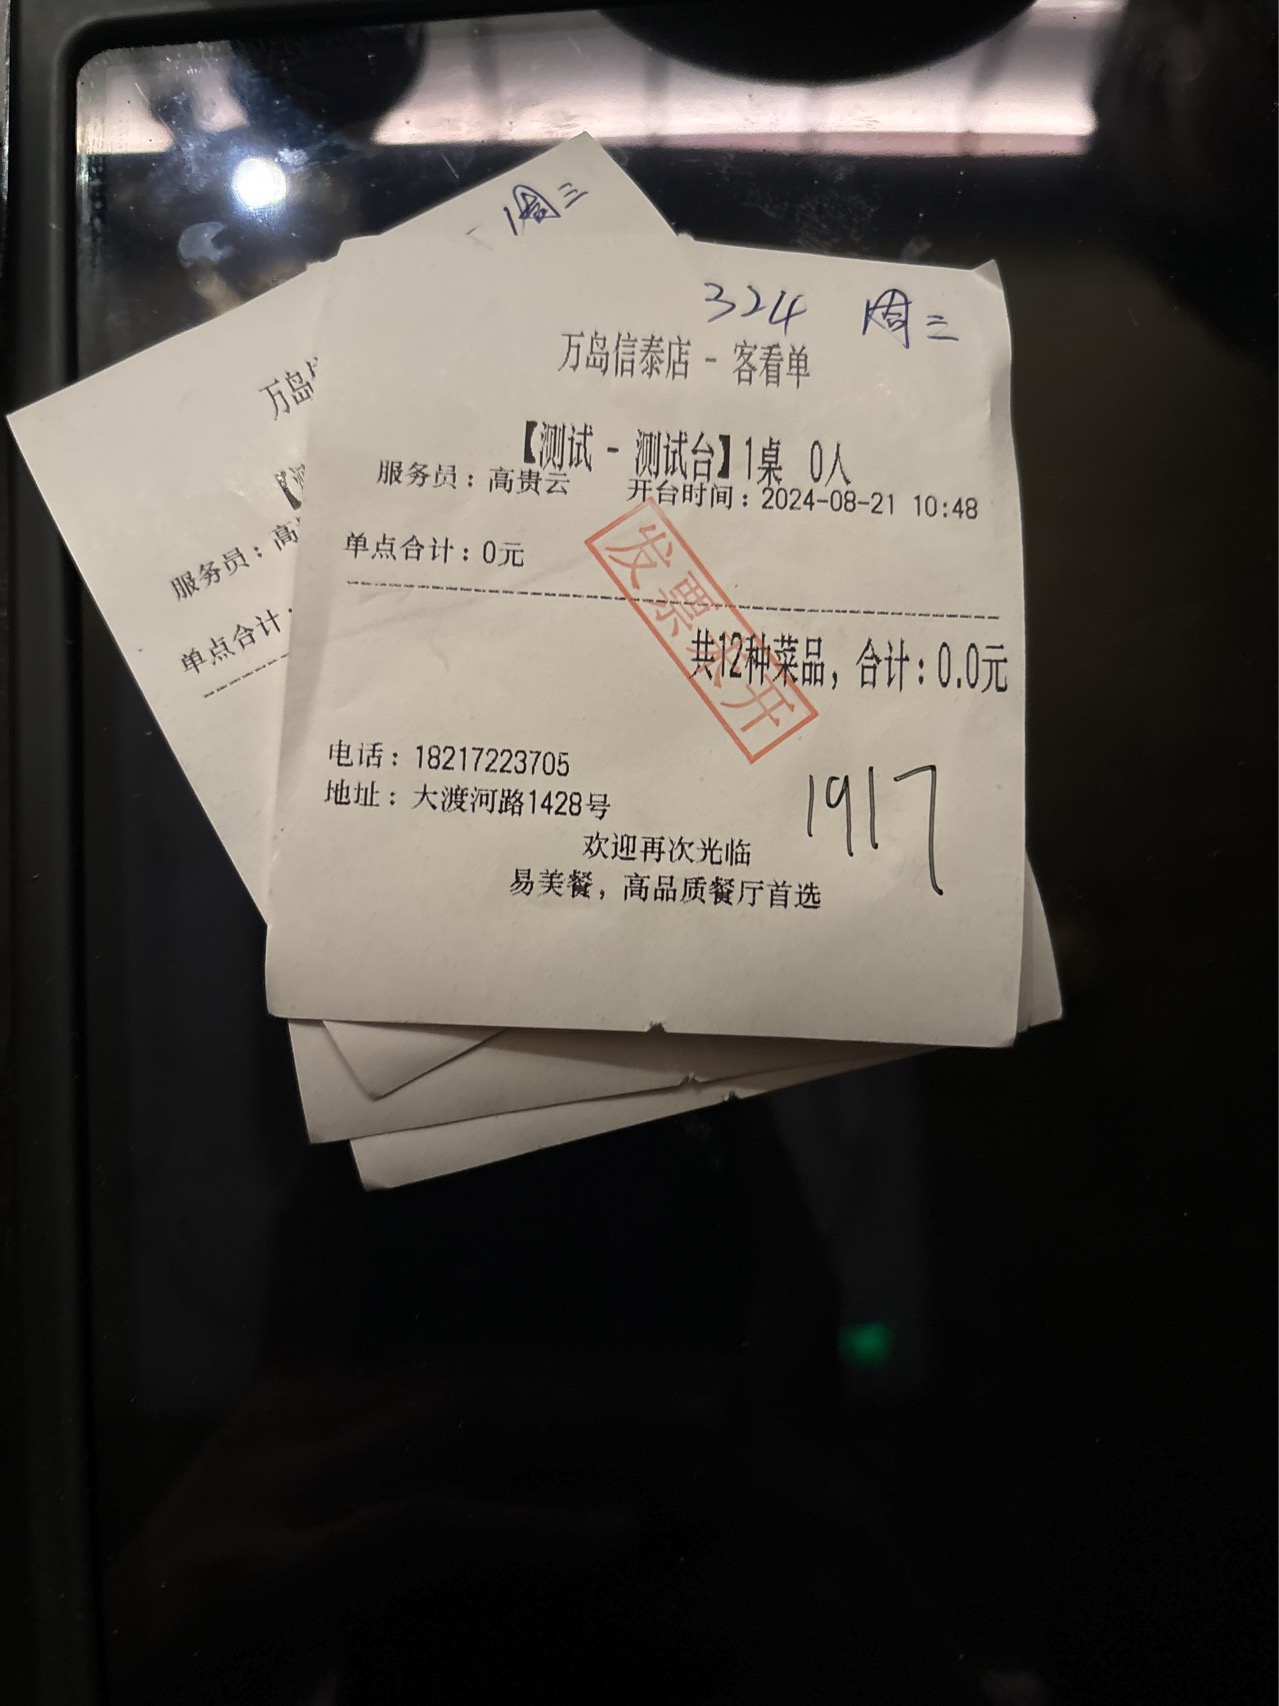 周三
324 周三
万岛信泰店 - 客看单
【测试 - 测试台】1桌 0人
服务员：高贵云 开台时间：2024-08-21 10:48
单点合计：0元
发票未开
共12种菜品，合计：0.0元
电话：18217223705
地址：大渡河路1428号
1917
欢迎再次光临
易美餐，高品质餐厅首选
万岛
服务员：高
单点合计：